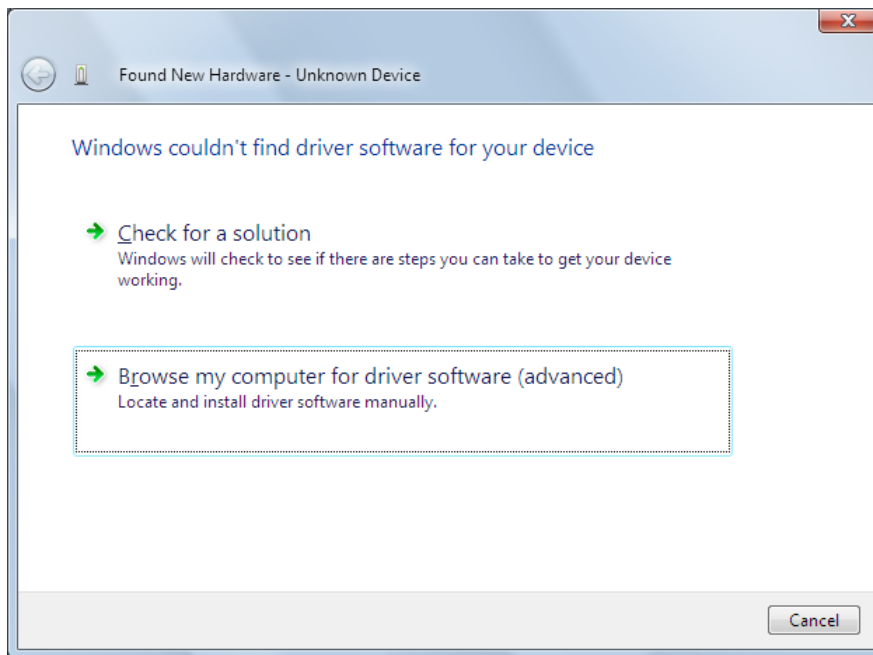 Found New Hardware - Unknown Device
Windows couldn't find driver software for your device
Check for a solution
Windows will check to see if there are steps you can take to get your device
working.
Browse my computer for driver software (advanced)
Locate and install driver software manually.
Cancel